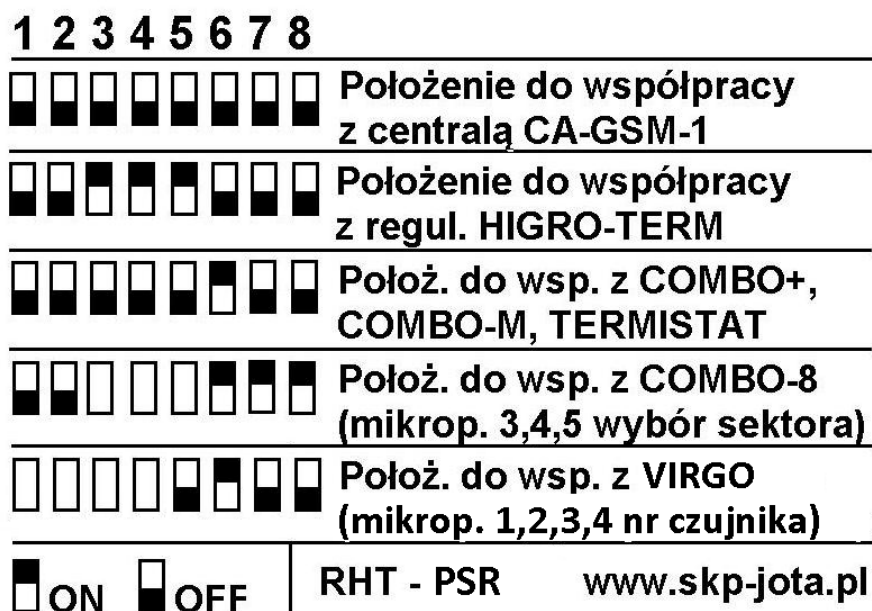 1 2 3 4 5 6 7 8
Położenie do współpracy
z centralą CA-GSM-1
Położenie do współpracy
z regul. HIGRO-TERM
Położ. do wsp. z COMBO+,
COMBO-M, TERMISTAT
Położ. do wsp. z COMBO-8
(mikrop. 3,4,5 wybór sektora)
Położ. do wsp. z VIRGO
(mikrop. 1,2,3,4 nr czujnika)
ON OFF RHT - PSR www.skp-jota.pl